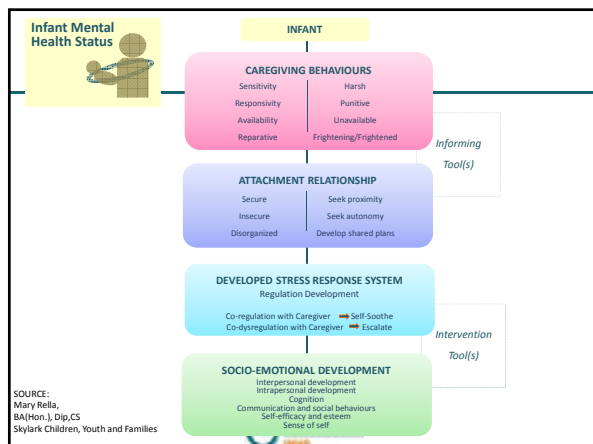 Infant Mental
Health Status
INFANT
CAREGIVING BEHAVIOURS
Sensitivity
Harsh
Responsivity
Punitive
Availability
Unavailable
Reparative
Frightening/Frightened
Informing
Tool(s)
ATTACHMENT RELATIONSHIP
Secure
Seek proximity
Insecure
Seek autonomy
Disorganized
Develop shared plans
DEVELOPED STRESS RESPONSE SYSTEM
Regulation Development
Co-regulation with Caregiver Self-Soothe
Co-dysregulation with Caregiver Escalate
Intervention
Tool(s)
SOCIO-EMOTIONAL DEVELOPMENT
Interpersonal development
Intrapersonal development
Cognition
Communication and social behaviours
Self-efficacy and esteem
Sense of self
SOURCE:
Mary Rella,
BA(Hon.), Dip,CS
Skylark Children, Youth and Families